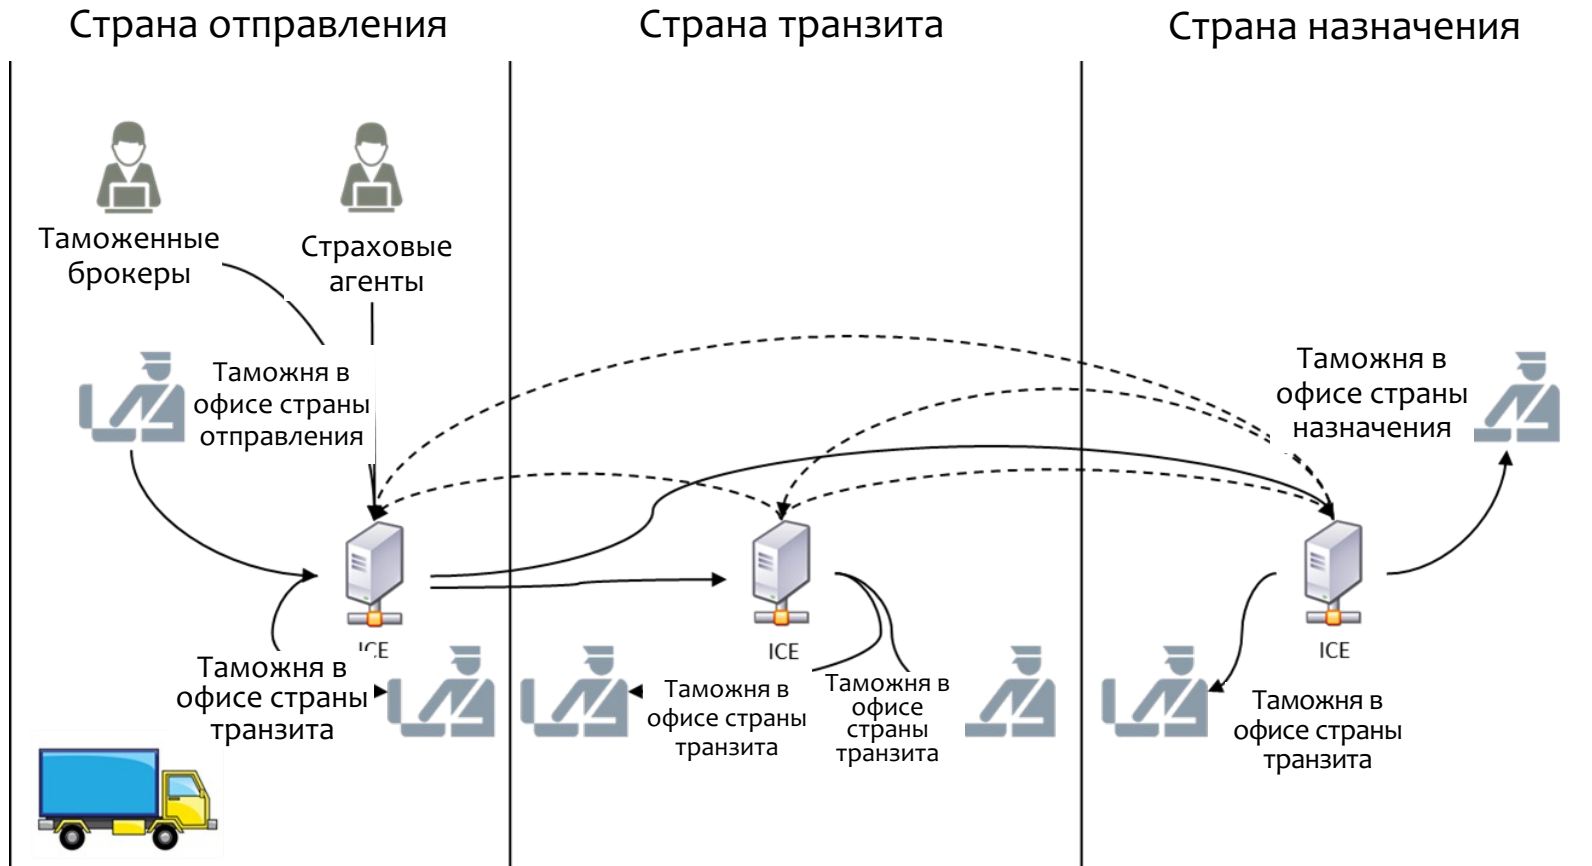 Страна отправления
Страна транзита
Страна назначения
Таможенные
брокеры
Страховые
агенты
Таможня в
офисе страны
отправления
Таможня в
офисе страны
назначения
ICE
ICE
ICE
Таможня в
офисе страны
транзита
Таможня в
офисе страны
транзита
Таможня в
офисе
страны
транзита
Таможня в
офисе страны
транзита